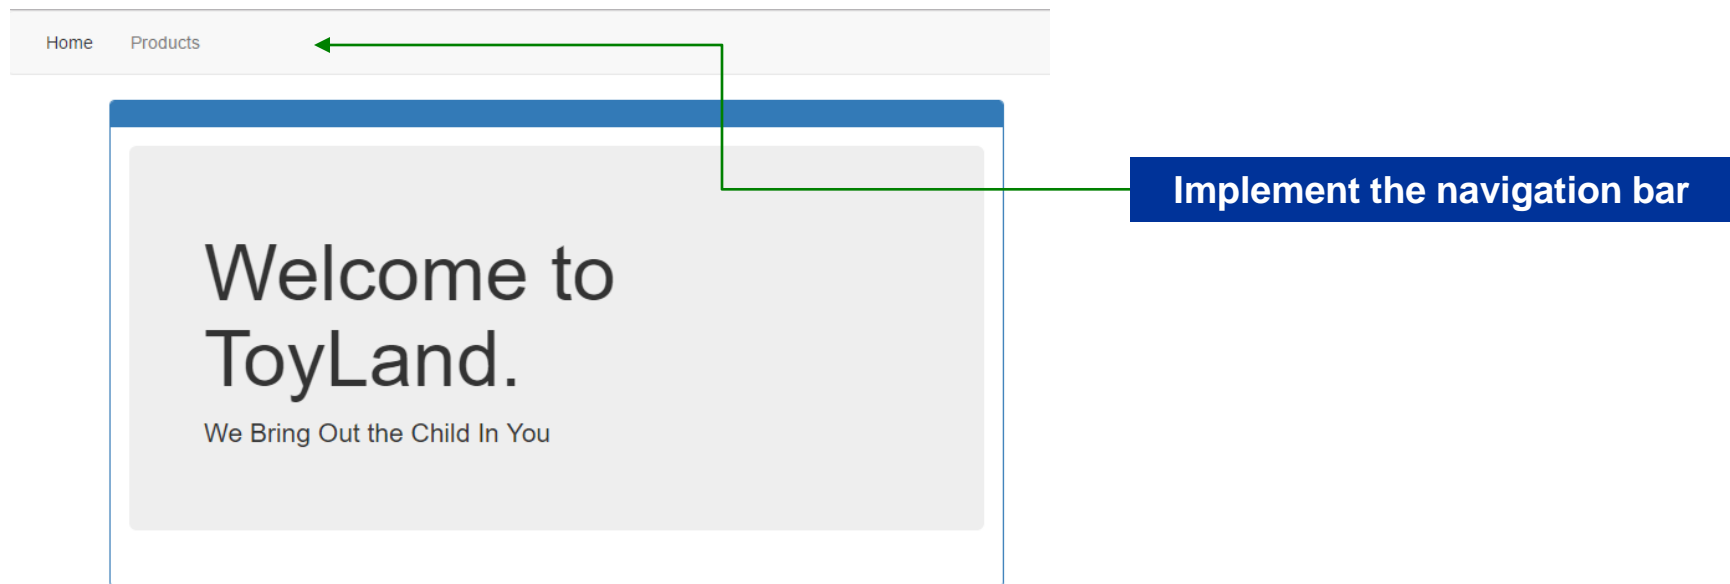 Home Products
Implement the navigation bar
Welcome to
ToyLand.
We Bring Out the Child In You